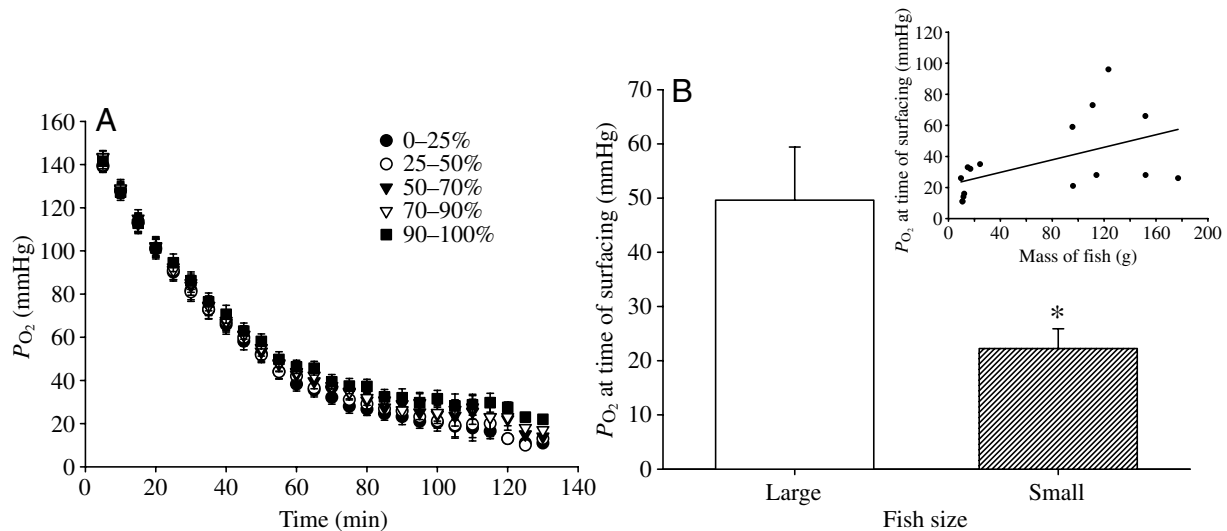 A
160
140
120
100
80
60
40
20
0
PO2 (mmHg)
0–25%
25–50%
50–70%
70–90%
90–100%
0 20 40 60 80 100 120 140
Time (min)
B
70
60
50
40
30
20
10
0
PO2 at time of surfacing (mmHg)
*
Large Small
Fish size
120
100
80
60
40
20
0
PO2 at time of surfacing (mmHg)
0 40 80 120 160 200
Mass of fish (g)